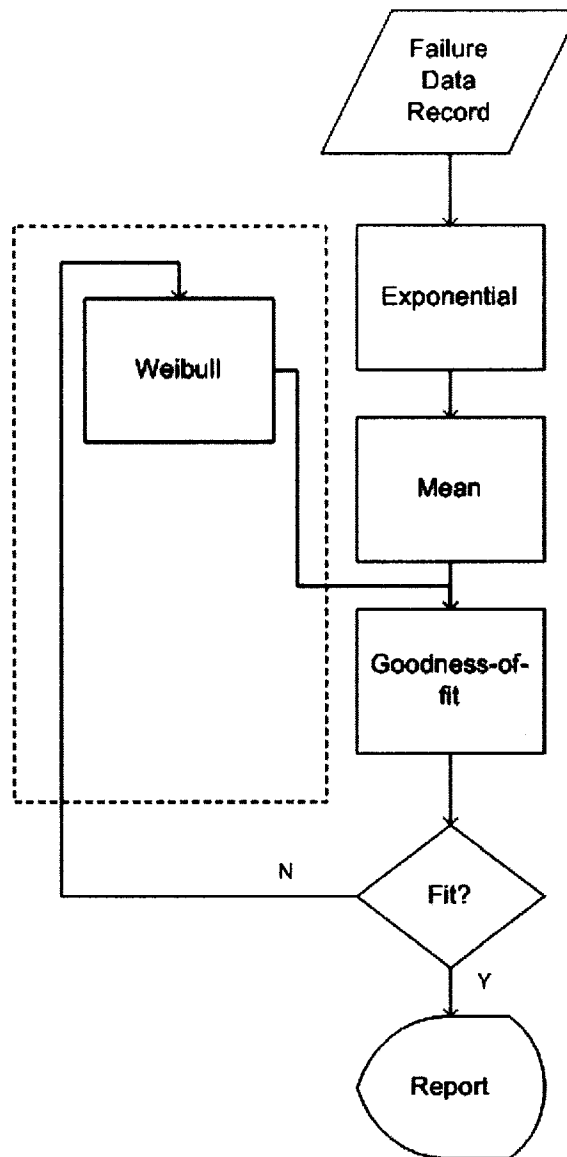 Failure
Data
Record
Exponential
Weibull
Mean
Goodness-of-
fit
N
Fit?
Y
Report